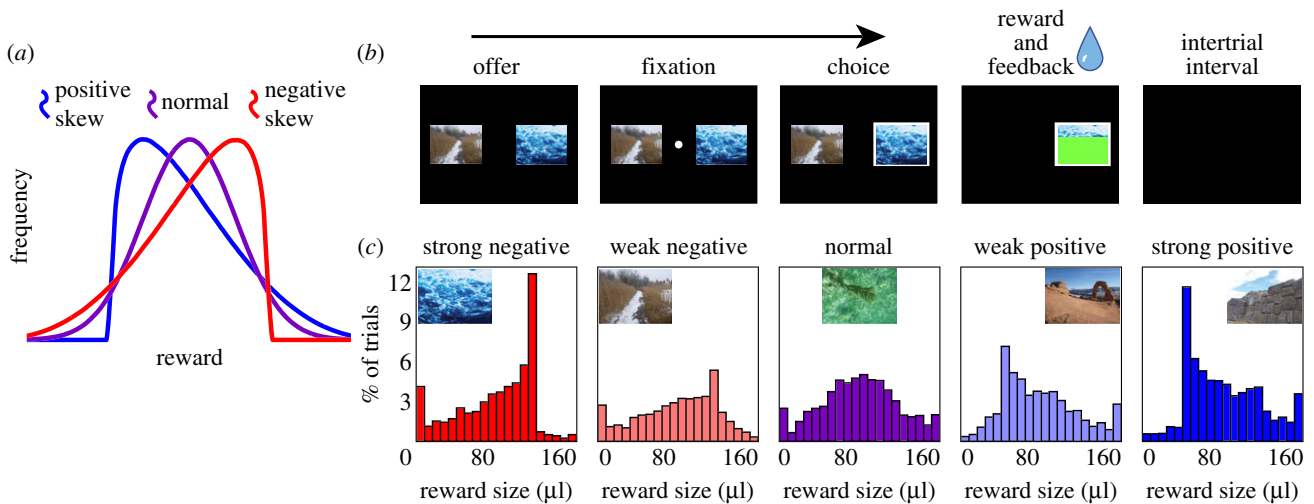 (a)
positive
skew
normal
negative
skew
frequency
reward
(b)
offer
fixation
choice
reward
and
feedback
intertrial
interval
(c)
strong negative
weak negative
normal
weak positive
strong positive
% of trials
12
9
6
3
0 80 160
0 80 160
0 80 160
0 80 160
0 80 160
reward size (µl)
reward size (µl)
reward size (µl)
reward size (µl)
reward size (µl)